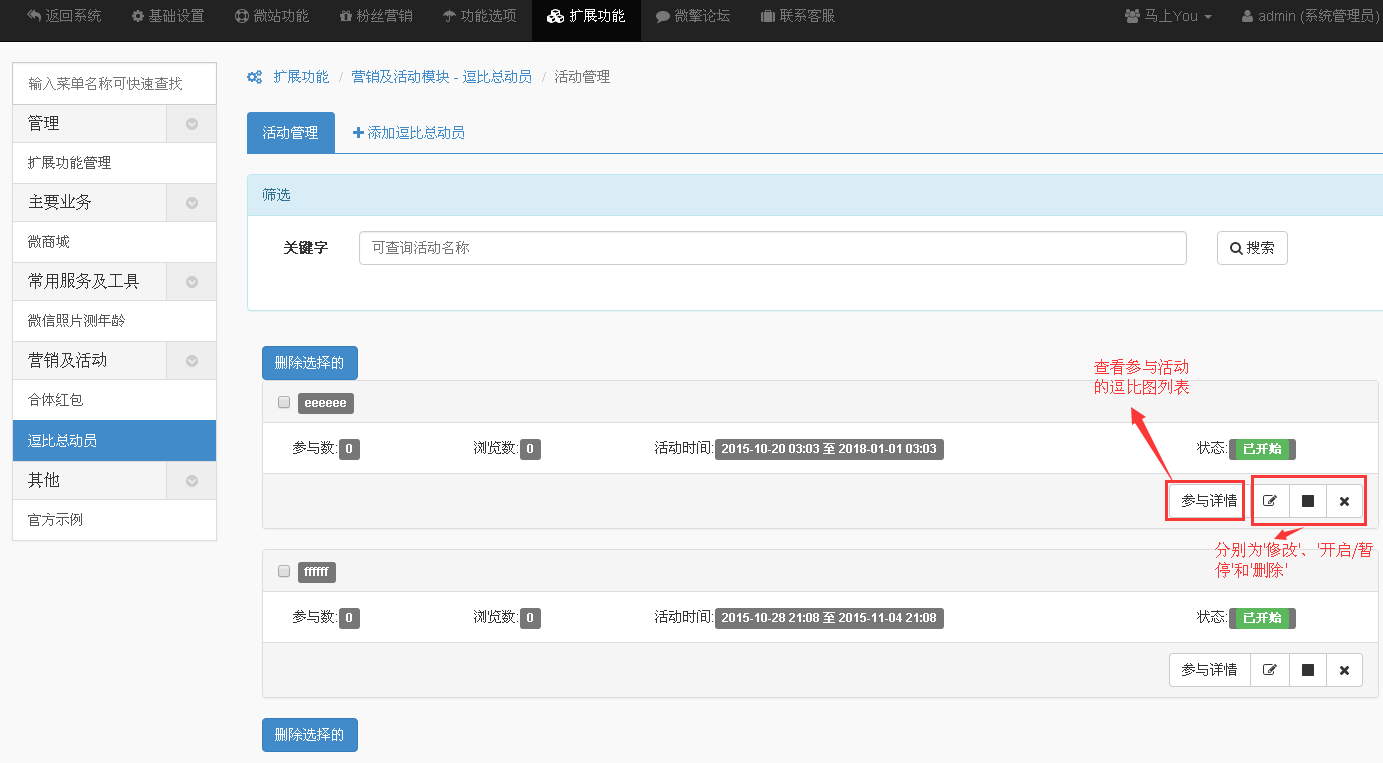 返回系统 基础设置 微站功能 粉丝营销 功能选项 扩展功能 微擎论坛 联系客服 马上You admin (系统管理员)
输入菜单名称可快速查找
管理
扩展功能管理
主要业务
微商城
常用服务及工具
微信照片测年龄
营销及活动
合体红包
逗比总动员
其他
官方示例
扩展功能 / 营销及活动模块 - 逗比总动员 / 活动管理
活动管理 添加逗比总动员
筛选
关键字 可查询活动名称 搜索
删除选择的
查看参与活动
的逗比图列表
eeeeee
参与数: 0 浏览数: 0 活动时间: 2015-10-20 03:03 至 2018-01-01 03:03 状态: 已开始
参与详情
分别为'修改'、'开启/暂
停'和'删除'
ffffff
参与数: 0 浏览数: 0 活动时间: 2015-10-28 21:08 至 2015-11-04 21:08 状态: 已开始
参与详情
删除选择的